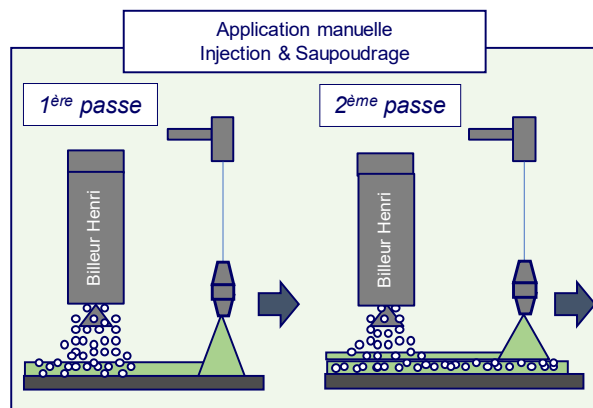 Application manuelle
Injection & Saupoudrage
1ère passe
2ème passe
Billeur Henri
Billeur Henri